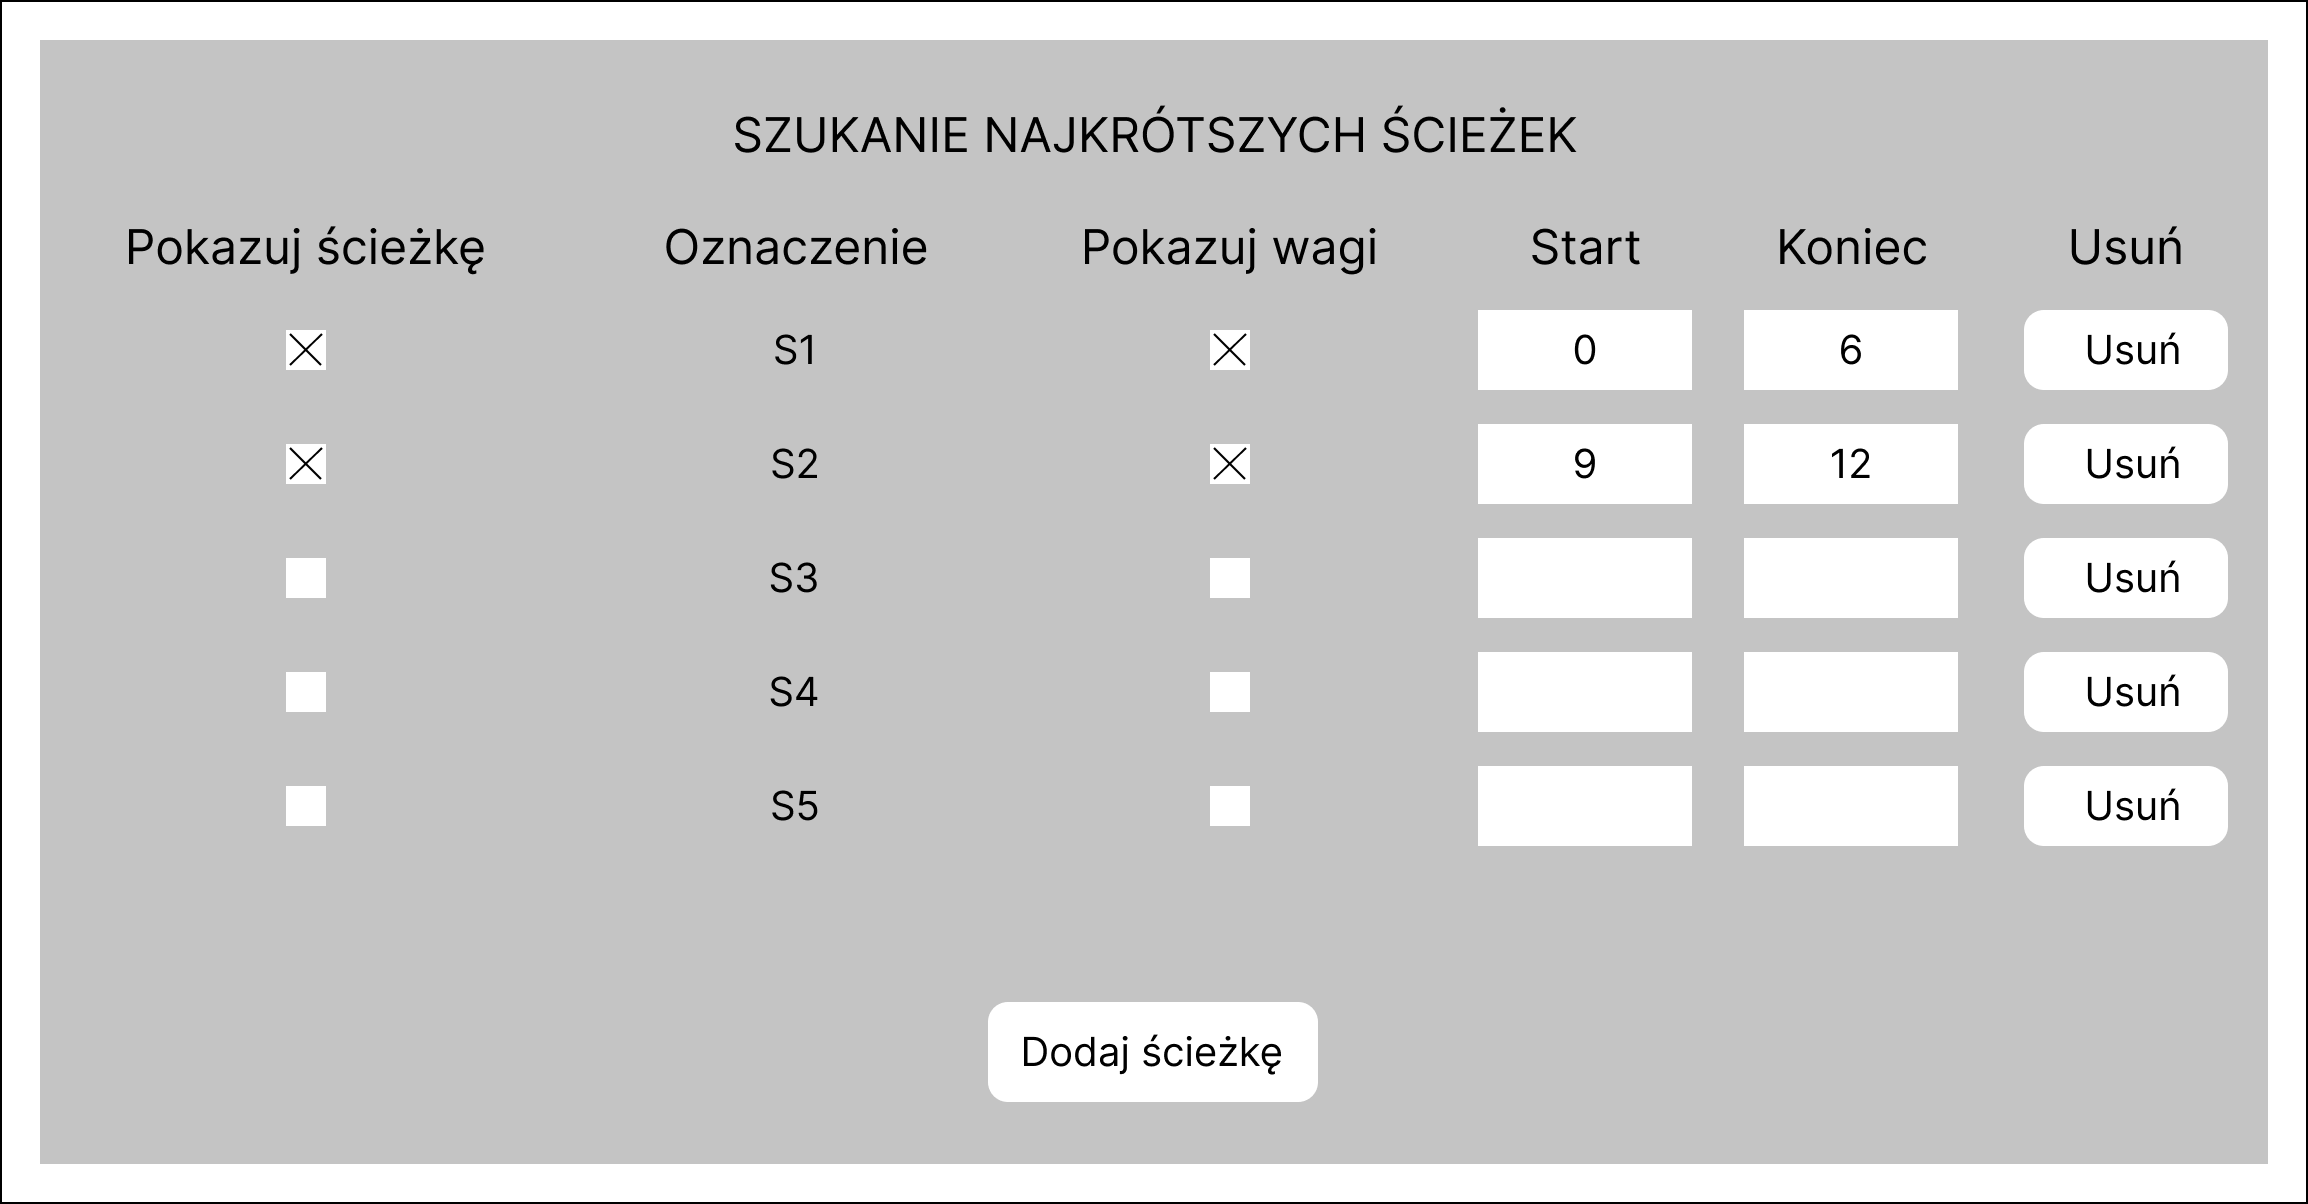 SZUKANIE NAJKRÓTSZYCH ŚCIEŻEK
Pokazuj ścieżkę Oznaczenie Pokazuj wagi Start Koniec Usuń
S1 0 6 Usuń
S2 9 12 Usuń
S3 Usuń
S4 Usuń
S5 Usuń
Dodaj ścieżkę